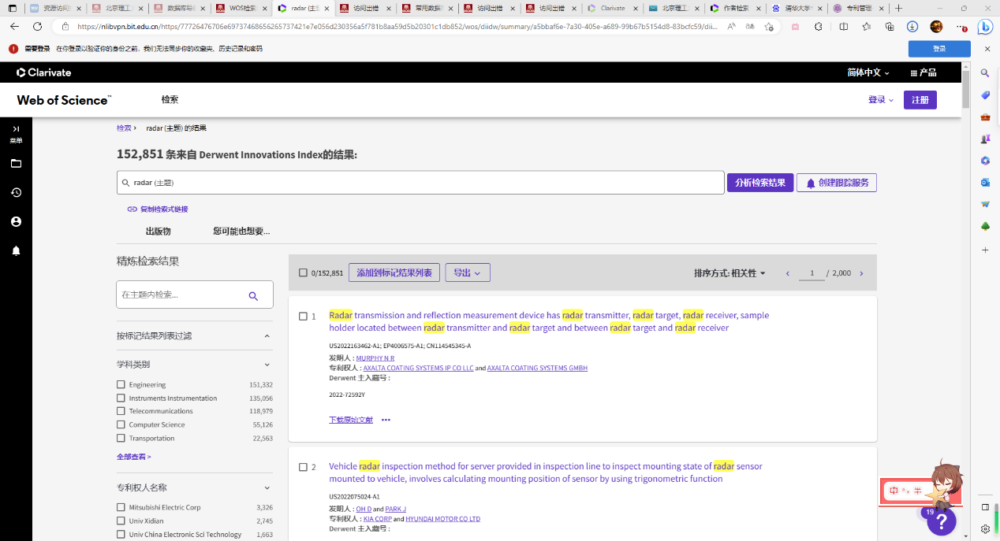 资源访问
北京理工
数据库导
WOS检索
radar (主
访问出错
常用数据
访问出错
访问出错
Clarivate
北京理工
作者检索
清华大学
专利管理
https://nlibvpn.bit.edu.cn/https/77726476706e69737468656265737421e7e056d230356a5f781b8aa59d5b20301c1db852/wos/diidw/summary/a5bbaf6e-7a30-405e-a689-99b67b5154d8-83bcfc59/dii...
需要登录 在你登录以验证你的身份之前，我们无法同步你的收藏夹、历史记录和密码
登录
Clarivate
简体中文
产品
Web of Science™
检索
登录
注册
菜单
检索 > radar (主题) 的结果
152,851 条来自 Derwent Innovations Index的结果:
radar (主题)
分析检索结果
创建跟踪服务
复制检索式链接
出版物
您可能也想要...
精炼检索结果
0/152,851
添加到标记结果列表
导出
排序方式: 相关性
1 / 2,000
在主题内检索...
按标记结果列表过滤
学科类别
Engineering 151,332
Instruments Instrumentation 135,056
Telecommunications 118,979
Computer Science 55,126
Transportation 22,563
全部查看 >
专利权人名称
Mitsubishi Electric Corp 3,326
Univ Xidian 2,745
Univ China Electronic Sci Technology 1,663
1
Radar transmission and reflection measurement device has radar transmitter, radar target, radar receiver, sample
holder located between radar transmitter and radar target and between radar target and radar receiver
US2022163462-A1; EP4006575-A1; CN114545345-A
发明人 : MURPHY N R
专利权人 : AXALTA COATING SYSTEMS IP CO LLC and AXALTA COATING SYSTEMS GMBH
Derwent 主入藏号 :
2022-72592Y
下载原始文献
2
Vehicle radar inspection method for server provided in inspection line to inspect mounting state of radar sensor
mounted to vehicle, involves calculating mounting position of sensor by using trigonometric function
US2022075024-A1
发明人 : OH D and PARK J
专利权人 : KIA CORP and HYUNDAI MOTOR CO LTD
Derwent 主入藏号 :
中 °, 半
19
?